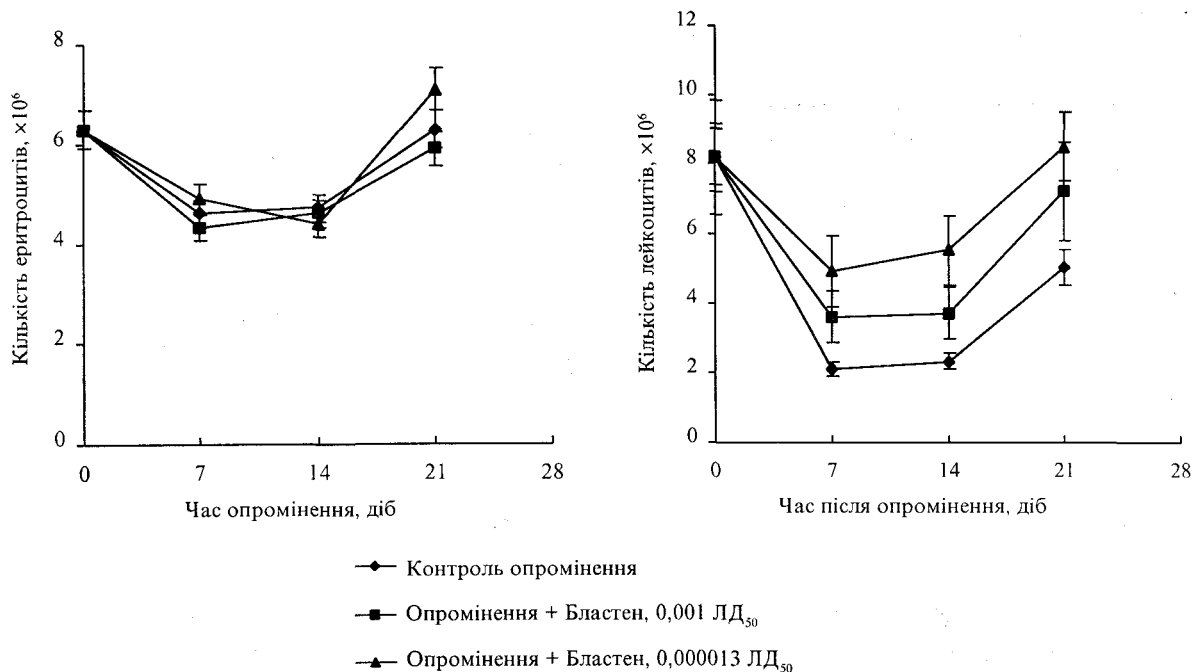 Кількість еритроцитів, ×10⁶
8
6
4
2
0
0 7 14 21 28
Час опромінення, діб
Кількість лейкоцитів, ×10⁶
12
10
8
6
4
2
0
0 7 14 21 28
Час після опромінення, діб
Контроль опромінення
Опромінення + Бластен, 0,001 ЛД₅₀
Опромінення + Бластен, 0,000013 ЛД₅₀